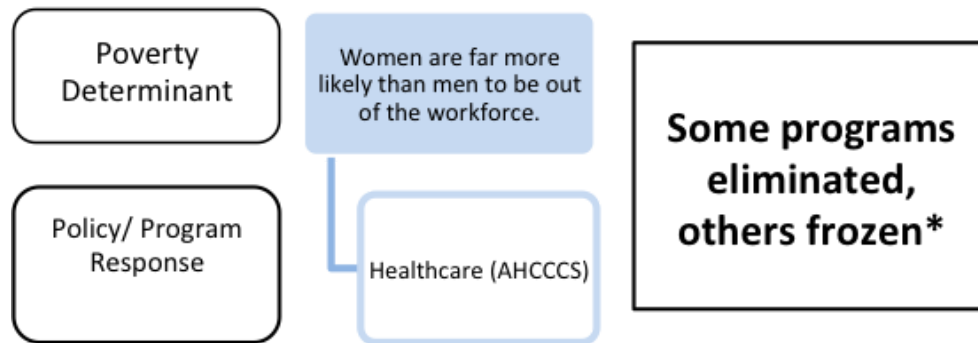 Poverty
Determinant
Women are far more
likely than men to be out
of the workforce.
Some programs
eliminated,
others frozen*
Policy/ Program
Response
Healthcare (AHCCCS)